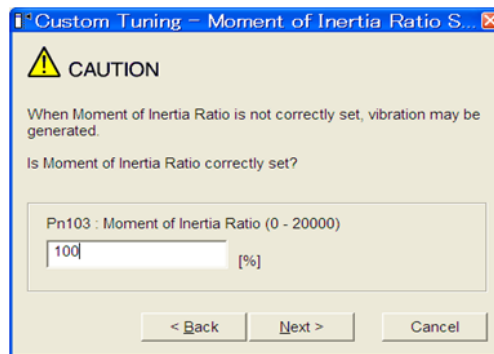 Custom Tuning - Moment of Inertia Ratio S...
CAUTION
When Moment of Inertia Ratio is not correctly set, vibration may be
generated.
Is Moment of Inertia Ratio correctly set?
Pn103 : Moment of Inertia Ratio (0 - 20000)
100
[%]
< Back
Next >
Cancel